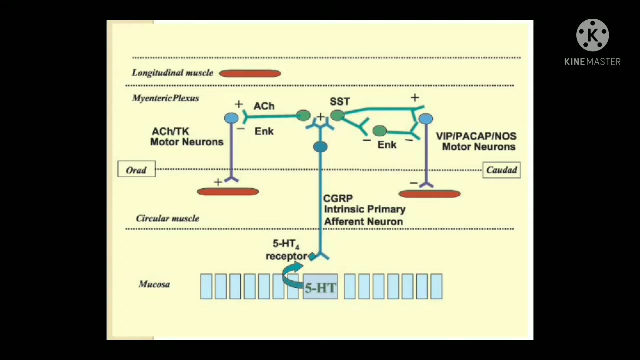 K
KINEMASTER
Longitudinal muscle
Myenteric Plexus
+
ACh
+
SST
+
ACh/TK
Motor Neurons
−
Enk
−
Enk
−
VIP/PACAP/NOS
Motor Neurons
Orad
Caudad
+
−
CGRP
Intrinsic Primary
Afferent Neuron
Circular muscle
5-HT4
receptor
Mucosa
5-HT